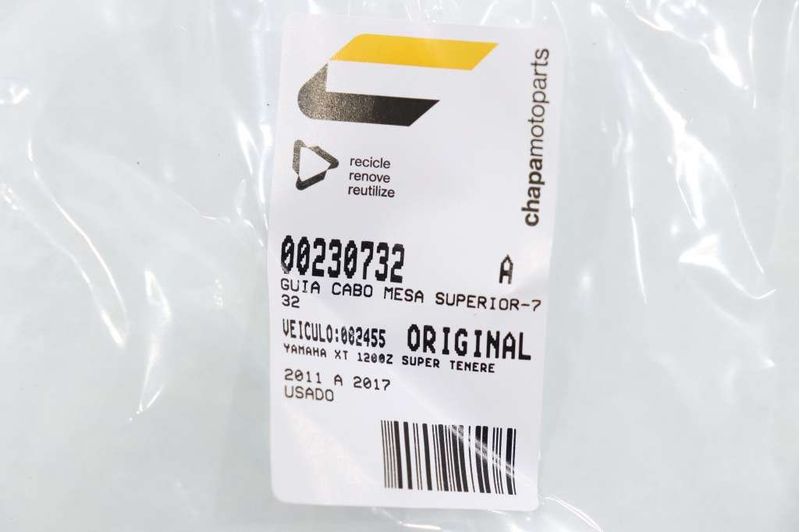 chapamotoparts
recicle
renove
reutilize
00230732 A
GUIA CABO MESA SUPERIOR-7
32
VEICULO:002455 ORIGINAL
YAMAHA XT 1200Z SUPER TENERE
2011 A 2017
USADO